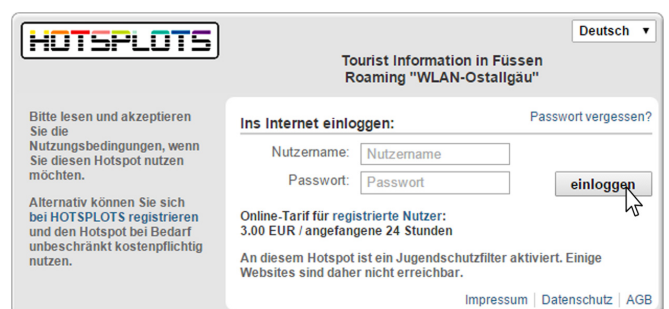 HOTSPLOTS
Deutsch
Tourist Information in Füssen
Roaming "WLAN-Ostallgäu"
Bitte lesen und akzeptieren
Sie die
Nutzungsbedingungen, wenn
Sie diesen Hotspot nutzen
möchten.
Alternativ können Sie sich
bei HOTSPLOTS registrieren
und den Hotspot bei Bedarf
unbeschränkt kostenpflichtig
nutzen.
Ins Internet einloggen:
Passwort vergessen?
Nutzername: Nutzername
Passwort: Passwort
einloggen
Online-Tarif für registrierte Nutzer:
3.00 EUR / angefangene 24 Stunden
An diesem Hotspot ist ein Jugendschutzfilter aktiviert. Einige
Websites sind daher nicht erreichbar.
Impressum | Datenschutz | AGB